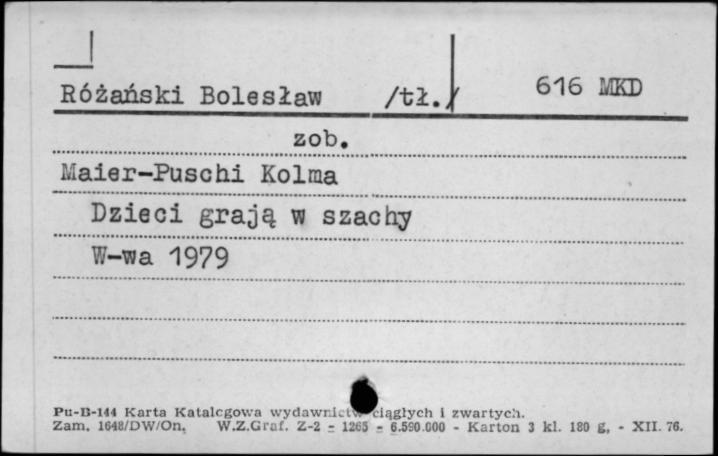 Różański Bolesław /tł./ 616 MKD
zob.
Maier-Puschi Kolma
Dzieci grają w szachy
W-wa 1979
Pu-B-144 Karta Katalogowa wydawnictw ciągłych i zwartych.
Zam. 1648/DW/On. W.Z.Graf. Z-2 - 1265 - 6.590.000 - Karton 3 kl. 180 g. - XII. 76.